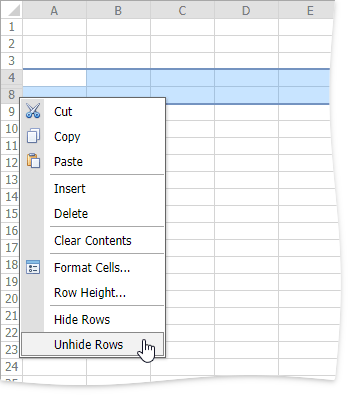 A B C D E
1
2
3
4
8
9
10
11
12
13
14
15
16
17
18
19
20
21
22
23
24
Cut
Copy
Paste
Insert
Delete
Clear Contents
Format Cells...
Row Height...
Hide Rows
Unhide Rows